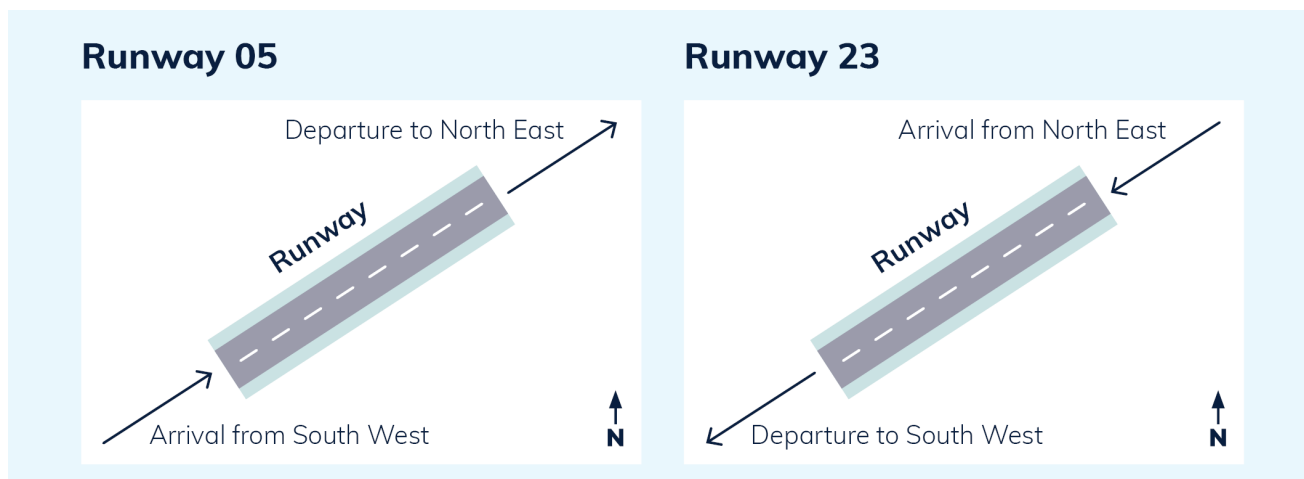 Runway 05
Departure to North East
Runway
Arrival from South West
N
Runway 23
Arrival from North East
Runway
Departure to South West
N